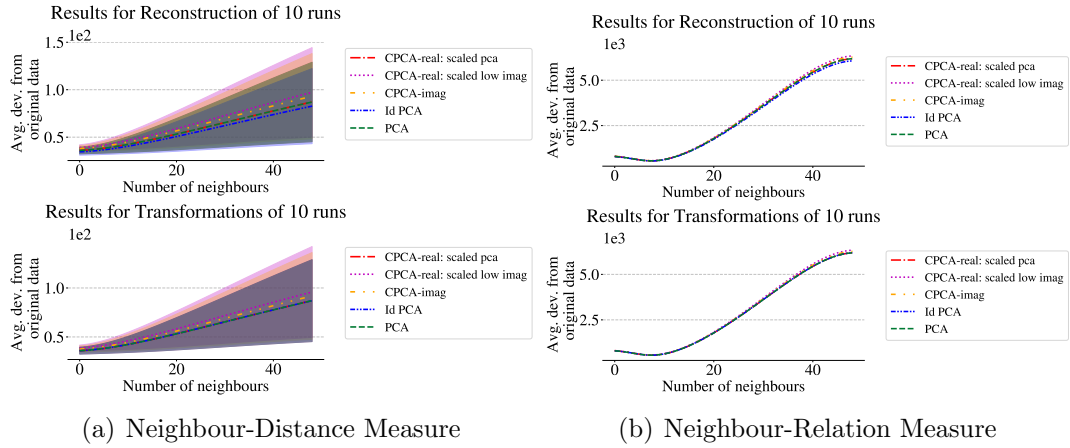 Results for Reconstruction of 10 runs
1e2
1.5
1.0
0.5
Avg. dev. from
original data
0
20
40
Number of neighbours
CPCA-real: scaled pca
CPCA-real: scaled low imag
CPCA-imag
Id PCA
PCA
Results for Transformations of 10 runs
1e2
1.0
0.5
Avg. dev. from
original data
0
20
40
Number of neighbours
CPCA-real: scaled pca
CPCA-real: scaled low imag
CPCA-imag
Id PCA
PCA
(a) Neighbour-Distance Measure
Results for Reconstruction of 10 runs
1e3
5.0
2.5
Avg. dev. from
original data
0
20
40
Number of neighbours
CPCA-real: scaled pca
CPCA-real: scaled low imag
CPCA-imag
Id PCA
PCA
Results for Transformations of 10 runs
1e3
5.0
2.5
Avg. dev. from
original data
0
20
40
Number of neighbours
CPCA-real: scaled pca
CPCA-real: scaled low imag
CPCA-imag
Id PCA
PCA
(b) Neighbour-Relation Measure